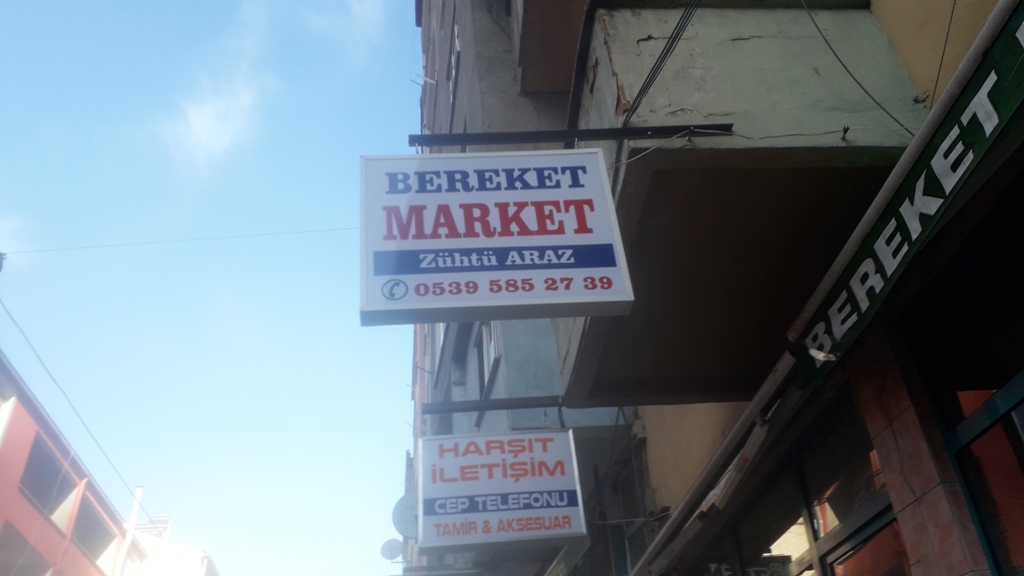 BEREKET
MARKET
Zühtü ARAZ
0539 585 27 39
HARŞIT
İLETİŞİM
CEP TELEFONU
TAMİR & AKSESUAR
BEREKET